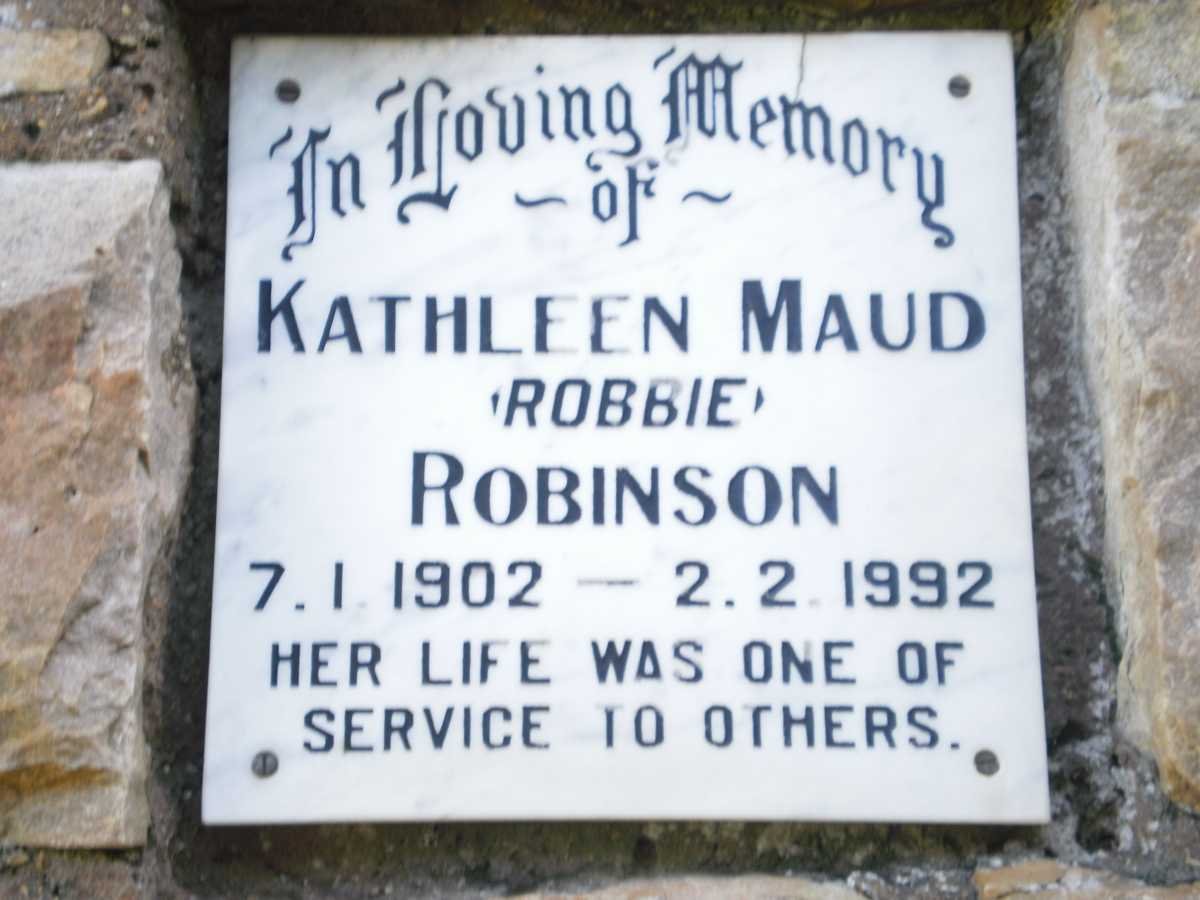 In Loving Memory
~ of ~
KATHLEEN MAUD
'ROBBIE'
ROBINSON
7.1.1902 — 2.2.1992
HER LIFE WAS ONE OF
SERVICE TO OTHERS.